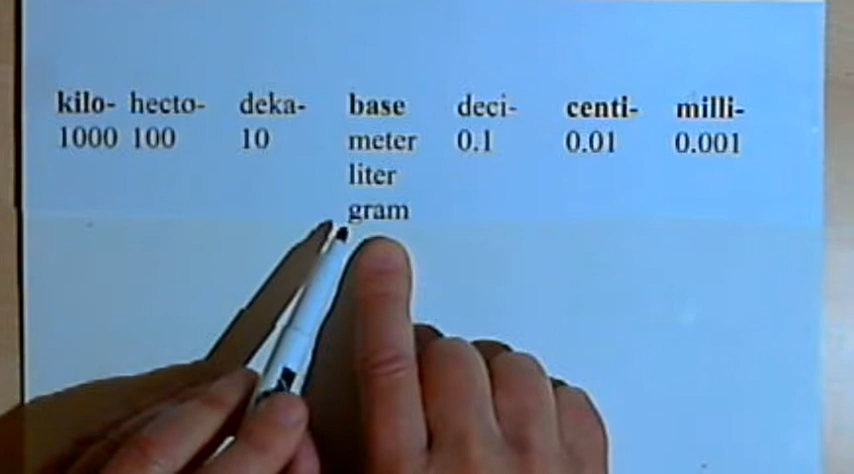 kilo- hecto- deka- base deci- centi- milli-
1000 100 10 meter 0.1 0.01 0.001
liter
gram